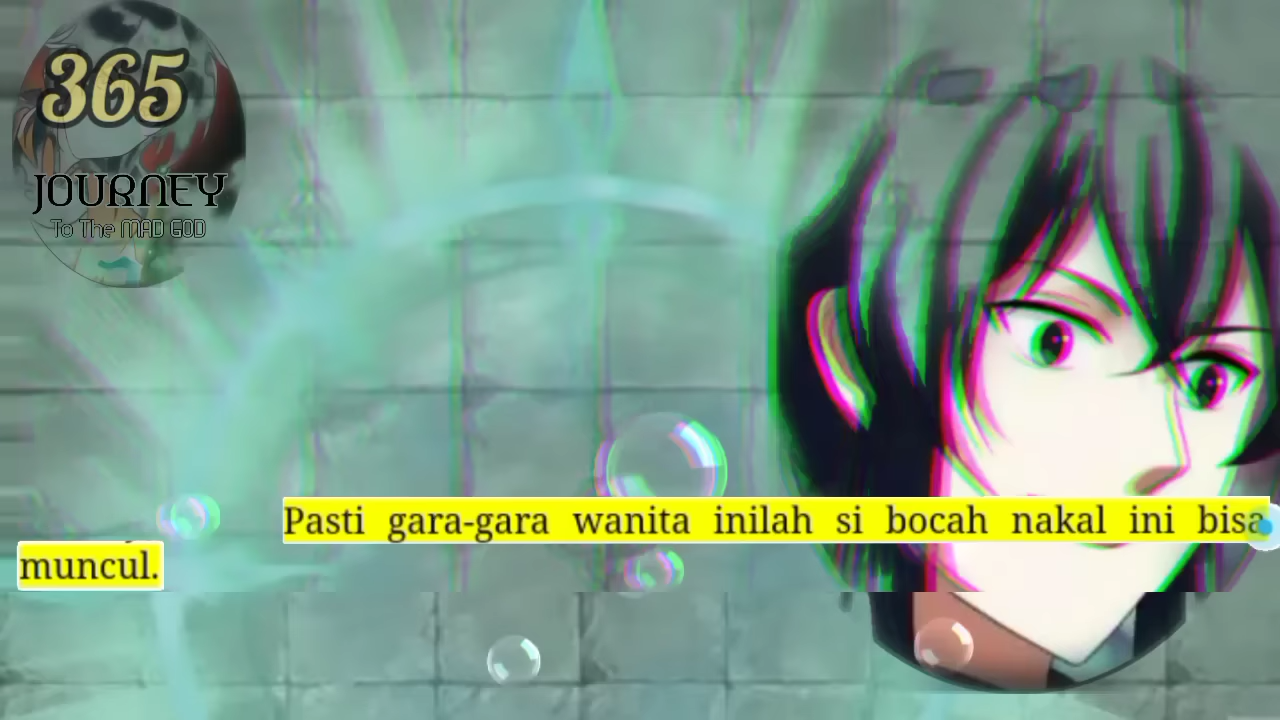 365
JOURNEY
To The MAD GOD
Pasti gara-gara wanita inilah si bocah nakal ini bisa
muncul.